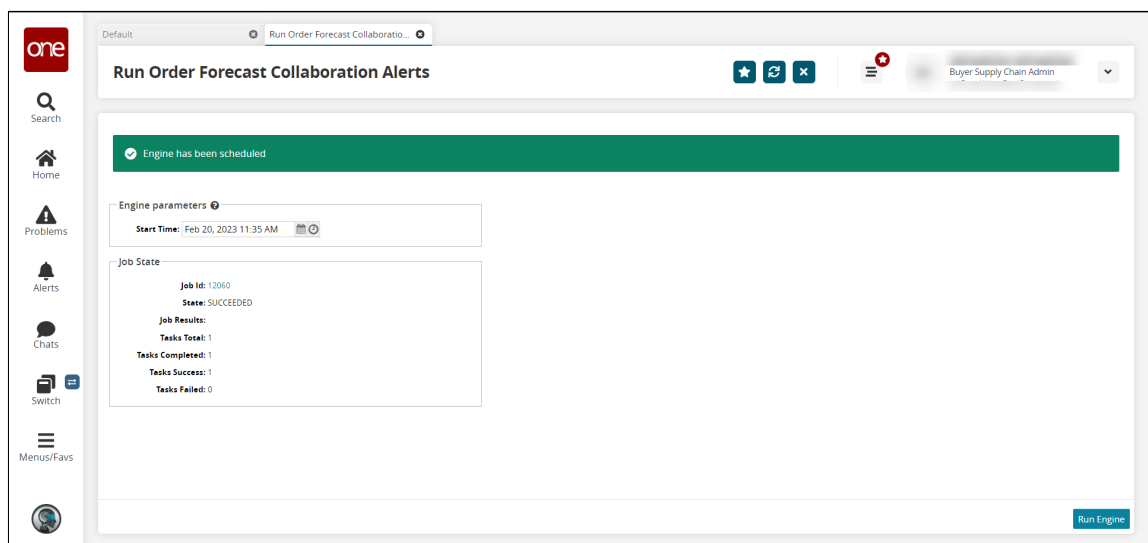 one
Search
Home
Problems
Alerts
Chats
Switch
Menus/Favs
Default
Run Order Forecast Collaboratio...
Run Order Forecast Collaboration Alerts
Buyer Supply Chain Admin
Engine has been scheduled
Engine parameters
Start Time: Feb 20, 2023 11:35 AM
Job State
Job Id: 12060
State: SUCCEEDED
Job Results:
Tasks Total: 1
Tasks Completed: 1
Tasks Success: 1
Tasks Failed: 0
Run Engine